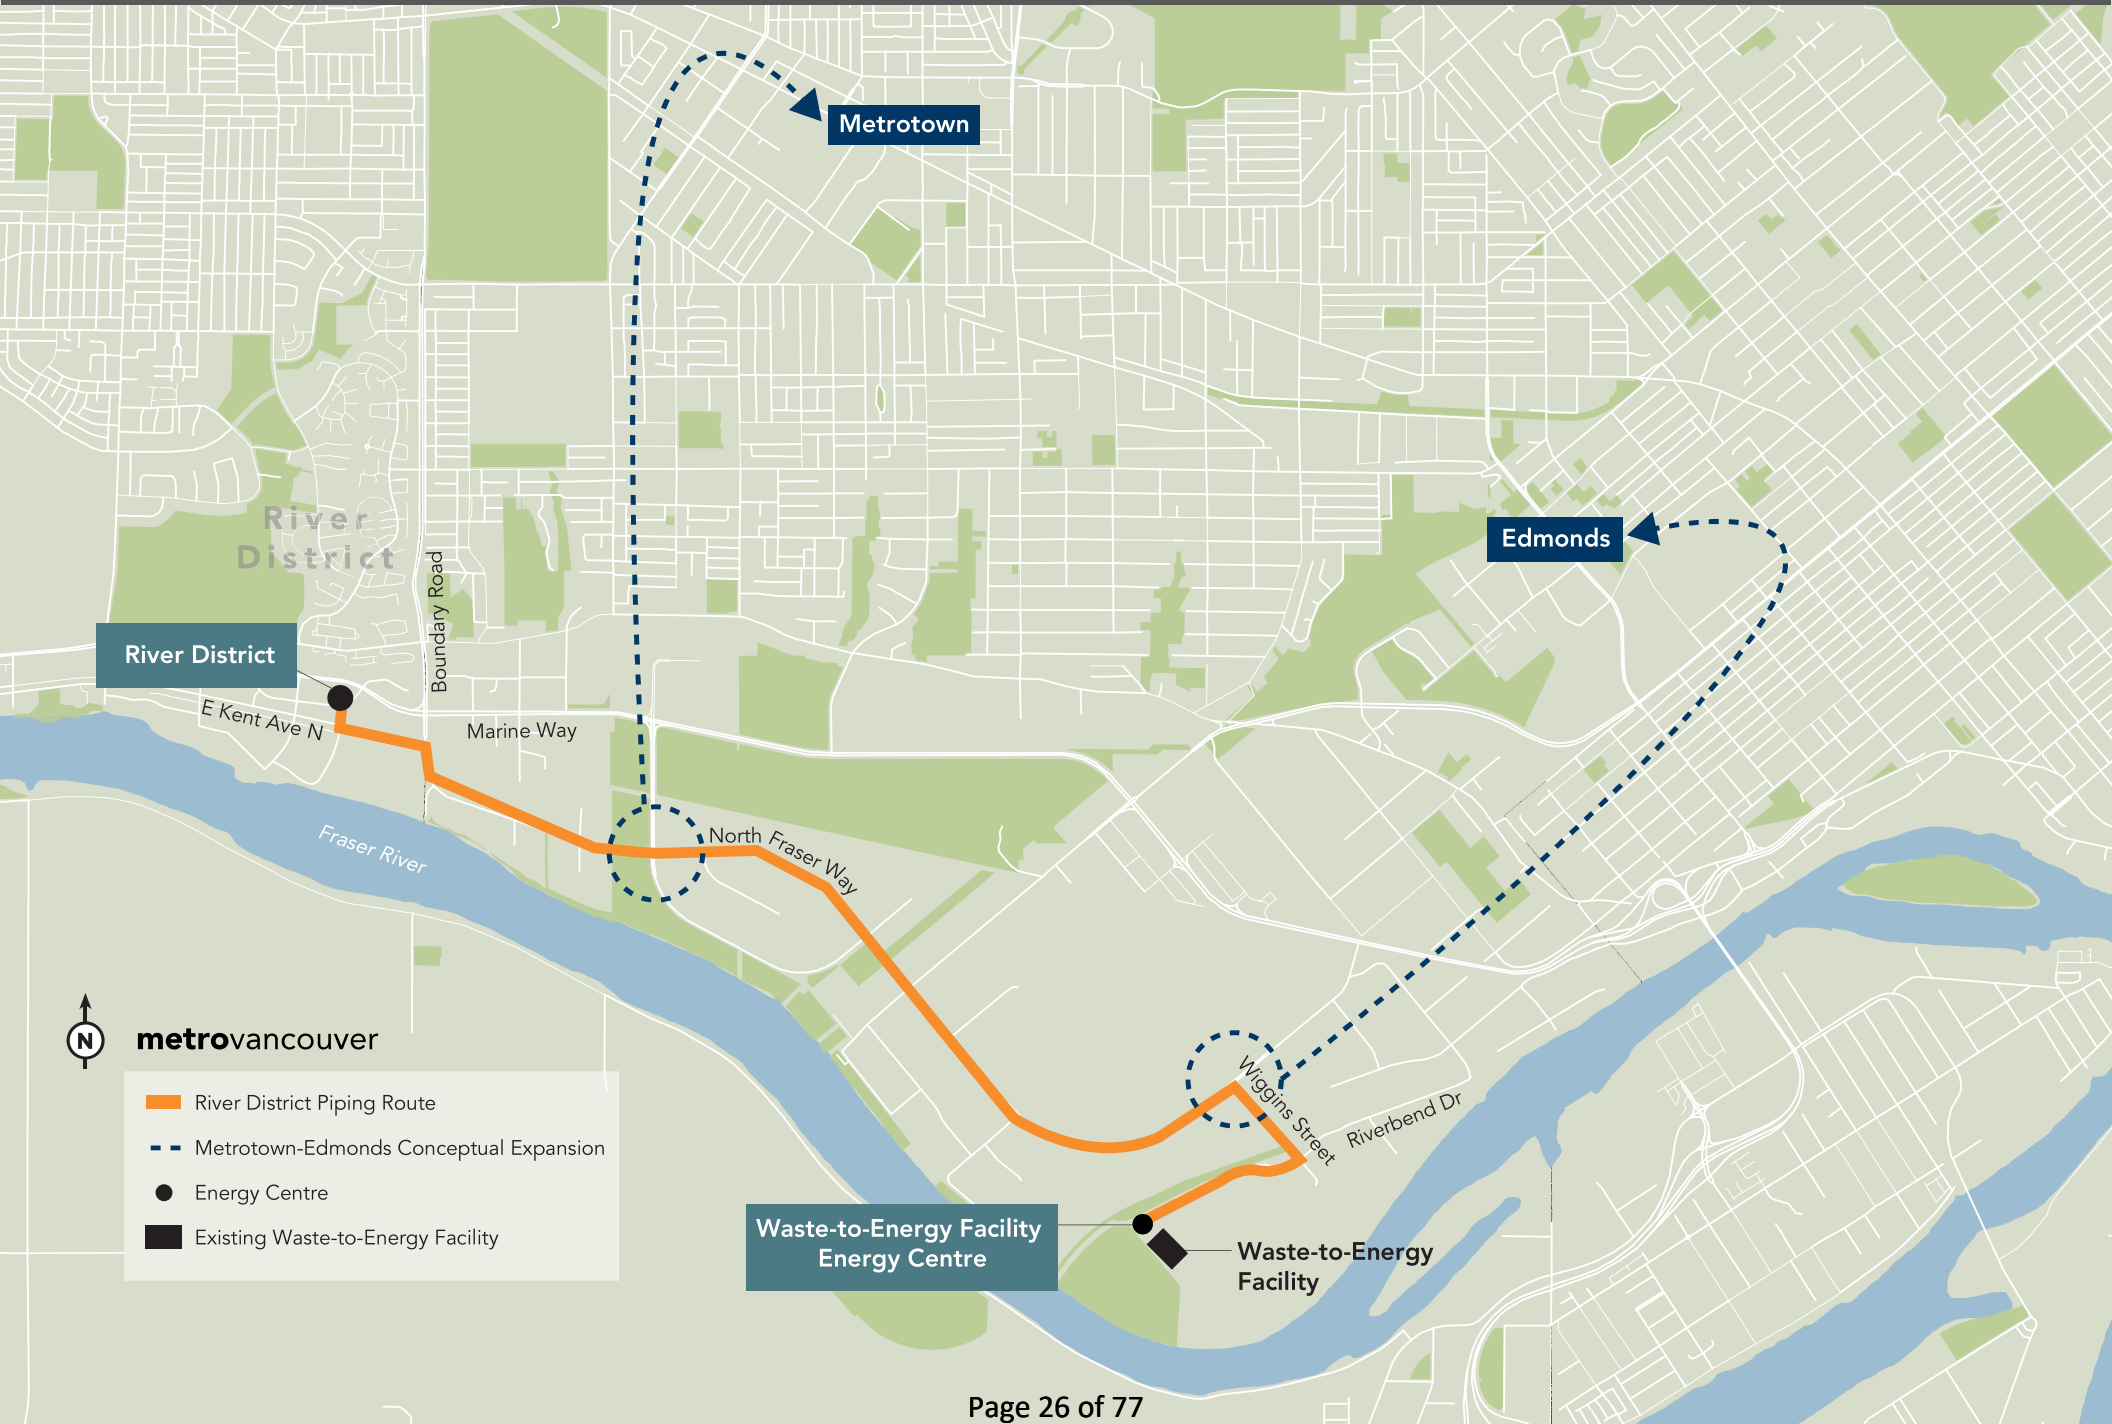 Metrotown
Edmonds
River
District
Boundary Road
River District
E Kent Ave N
Marine Way
North Fraser Way
Fraser River
Wiggins Street
Riverbend Dr
N
metrovancouver
River District Piping Route
Metrotown-Edmonds Conceptual Expansion
Energy Centre
Existing Waste-to-Energy Facility
Waste-to-Energy Facility
Energy Centre
Waste-to-Energy
Facility
Page 26 of 77